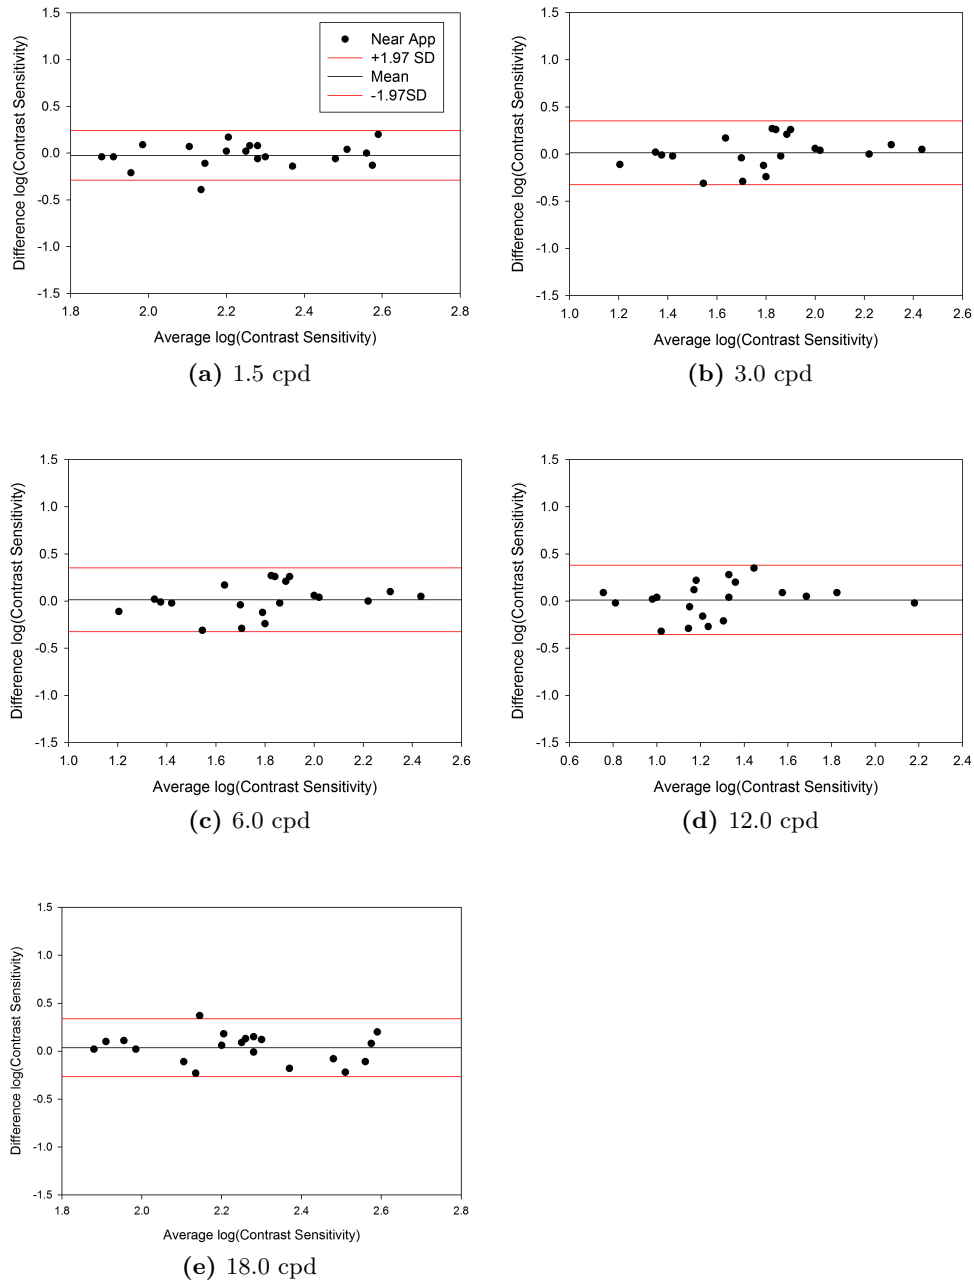 1.5
1.0
0.5
0.0
-0.5
-1.0
-1.5
Difference log(Contrast Sensitivity)
Near App
+1.97 SD
Mean
-1.97SD
1.8 2.0 2.2 2.4 2.6 2.8
Average log(Contrast Sensitivity)
(a) 1.5 cpd
1.5
1.0
0.5
0.0
-0.5
-1.0
-1.5
Difference log(Contrast Sensitivity)
1.0 1.2 1.4 1.6 1.8 2.0 2.2 2.4 2.6
Average log(Contrast Sensitivity)
(b) 3.0 cpd
1.5
1.0
0.5
0.0
-0.5
-1.0
-1.5
Difference log(Contrast Sensitivity)
1.0 1.2 1.4 1.6 1.8 2.0 2.2 2.4 2.6
Average log(Contrast Sensitivity)
(c) 6.0 cpd
1.5
1.0
0.5
0.0
-0.5
-1.0
-1.5
Difference log(Contrast Sensitivity)
0.6 0.8 1.0 1.2 1.4 1.6 1.8 2.0 2.2 2.4
Average log(Contrast Sensitivity)
(d) 12.0 cpd
1.5
1.0
0.5
0.0
-0.5
-1.0
-1.5
Difference log(Contrast Sensitivity)
1.8 2.0 2.2 2.4 2.6 2.8
Average log(Contrast Sensitivity)
(e) 18.0 cpd